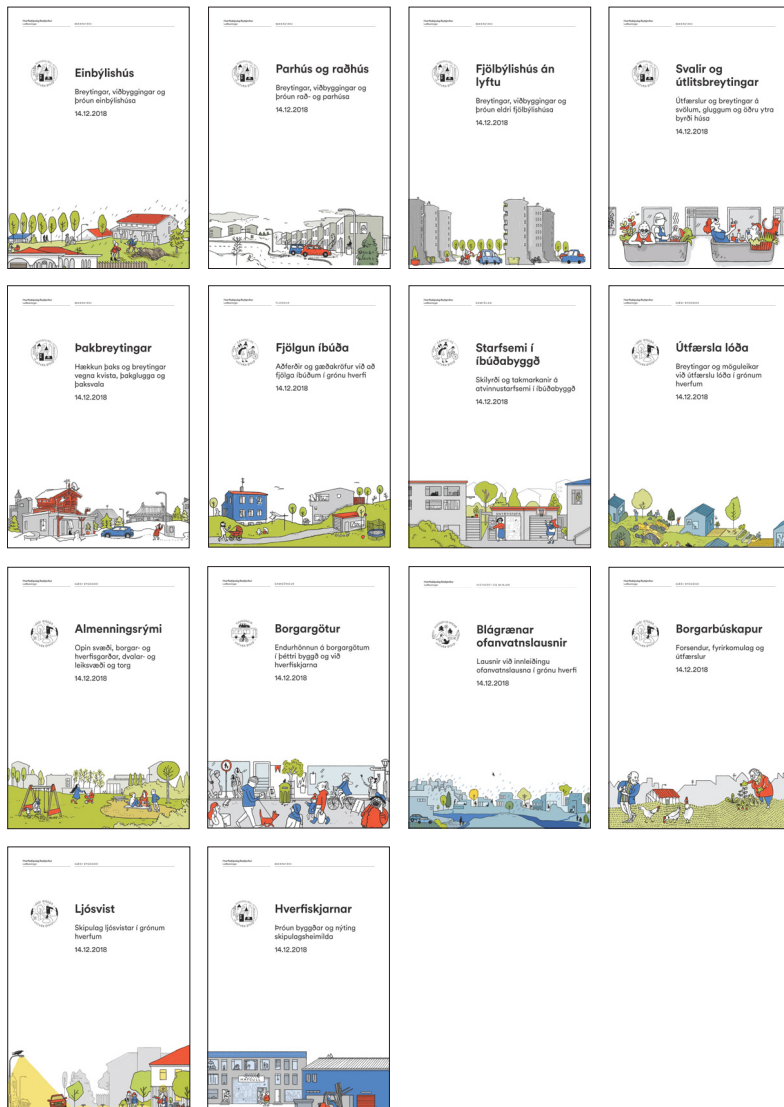 Einbýlishús
Breytingar, viðbyggingar og
þróun einbýlishúsa
14.12.2018
Parhús og raðhús
Breytingar, viðbyggingar og
þróun rað- og parhúsa
14.12.2018
Fjölbýlishús án
lyftu
Breytingar, viðbyggingar og
þróun eldri fjölbýlishúsa
14.12.2018
Svalir og
útlitsbreytingar
Útfærslur og breytingar á
svölum, gluggum og öðru ytra
byrði húsa
14.12.2018
Þakbreytingar
Hækkun þaks og breytingar
vegna kvista, þakglugga og
þaksvala
14.12.2018
Fjölgun íbúða
Aðferðir og gæðakröfur við að
fjölga íbúðum í grónu hverfi
14.12.2018
Starfsemi í
íbúðabyggð
Skilyrði og takmarkanir á
atvinnustarfsemi í íbúðabyggð
14.12.2018
Útfærsla lóða
Breytingar og möguleikar
við útfærslu lóða í grónum
hverfum
14.12.2018
Almenningsrými
Opin svæði, borgar- og
hverfisgarðar, dvalar- og
leiksvæði og torg
14.12.2018
Borgargötur
Endurhönnun á borgargötum
í þéttri byggð og við
hverfiskjarna
14.12.2018
Blágrænar
ofanvatnslausnir
Lausnir við innleiðingu
ofanvatnslausna í grónu hverfi
14.12.2018
Borgarbúskapur
Forsendur, fyrirkomulag og
útfærslur
14.12.2018
Ljósvist
Skipulag ljósvistar í grónum
hverfum
14.12.2018
Hverfiskjarnar
Þróun byggðar og nýting
skipulagsheimilda
14.12.2018